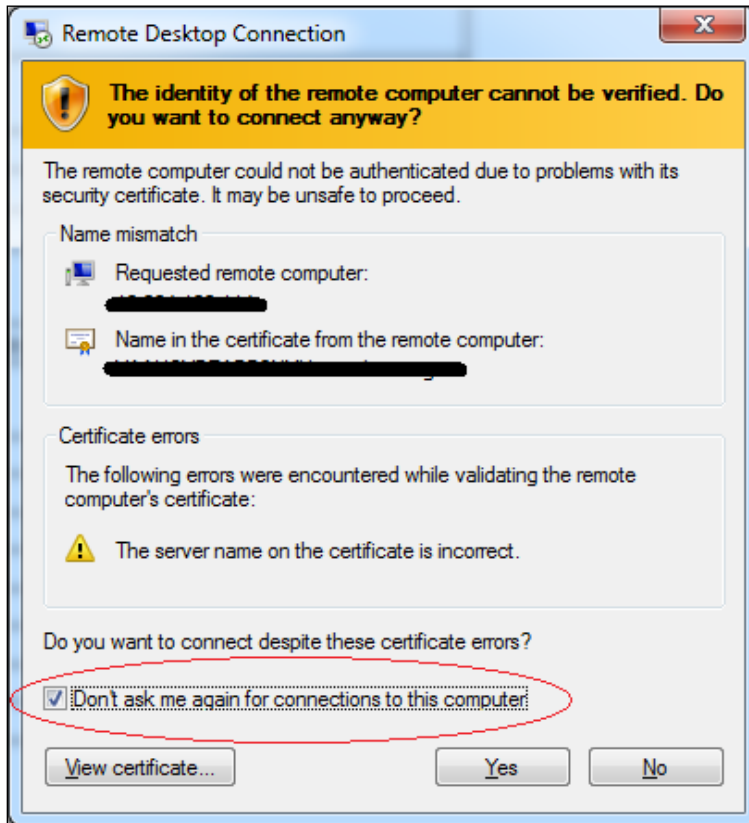 Remote Desktop Connection
The identity of the remote computer cannot be verified. Do
you want to connect anyway?
The remote computer could not be authenticated due to problems with its
security certificate. It may be unsafe to proceed.
Name mismatch
Requested remote computer:
Name in the certificate from the remote computer:
Certificate errors
The following errors were encountered while validating the remote
computer's certificate:
The server name on the certificate is incorrect.
Do you want to connect despite these certificate errors?
Don't ask me again for connections to this computer
View certificate...
Yes
No